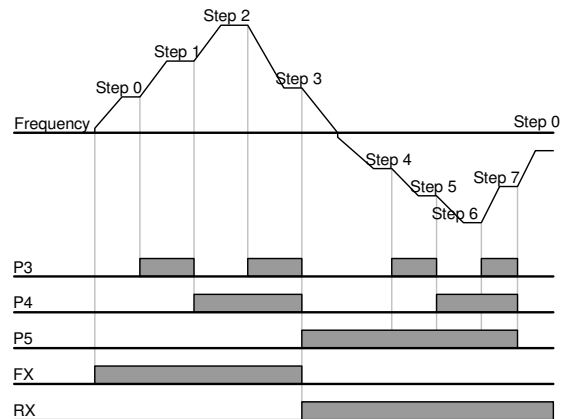 Step 2
Step 1
Step 3
Step 0
Frequency
Step 0
Step 4
Step 7
Step 5
Step 6
P3
P4
P5
FX
RX